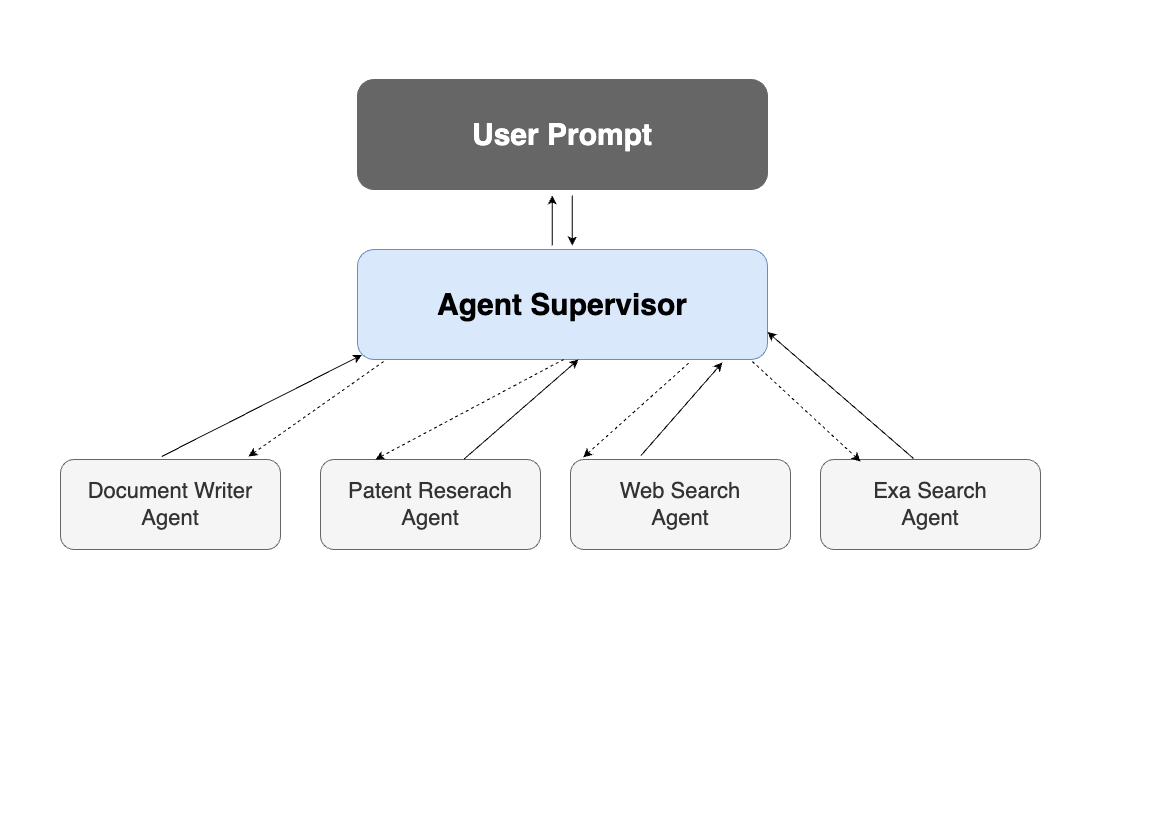 User Prompt
Agent Supervisor
Document Writer
Agent
Patent Reserach
Agent
Web Search
Agent
Exa Search
Agent